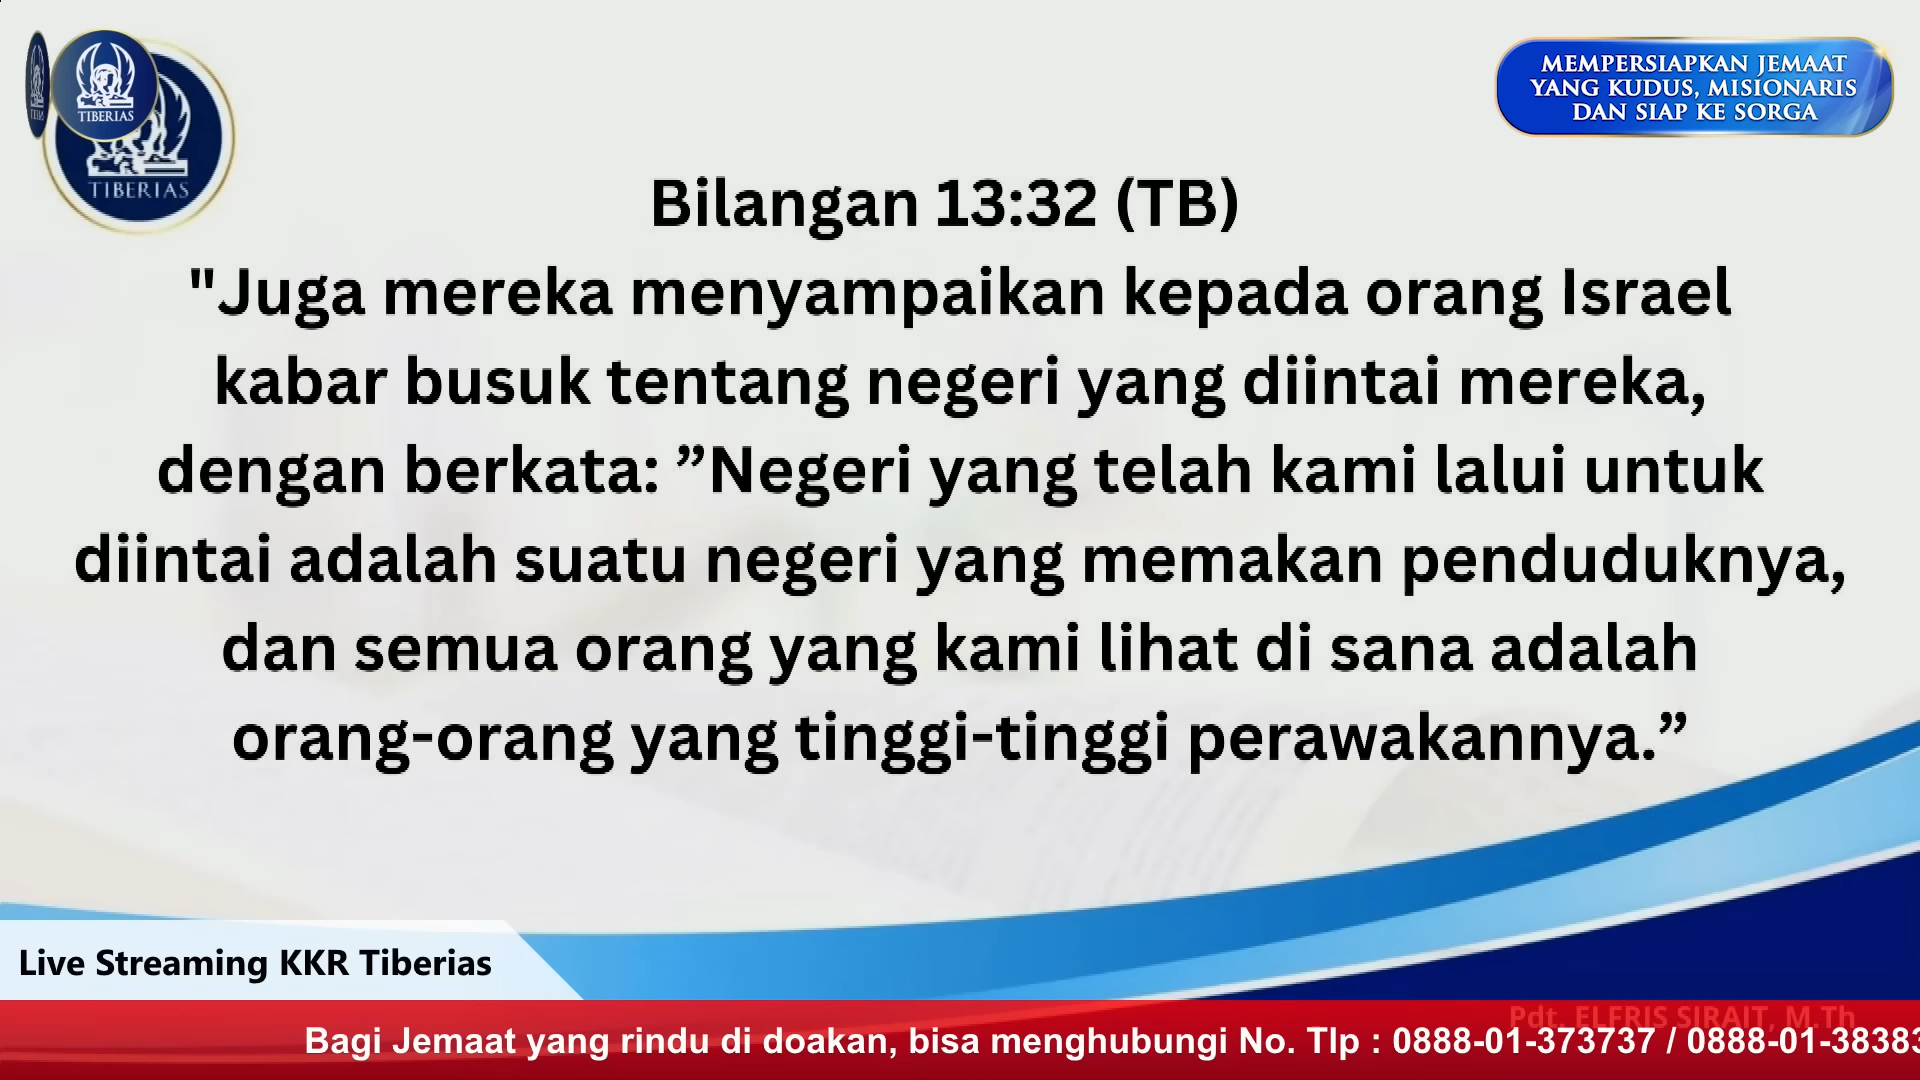 TIBERIAS
TIBERIAS
MEMPERSIAPKAN JEMAAT
YANG KUDUS, MISIONARIS
DAN SIAP KE SORGA
Bilangan 13:32 (TB)
"Juga mereka menyampaikan kepada orang Israel
kabar busuk tentang negeri yang diintai mereka,
dengan berkata: ”Negeri yang telah kami lalui untuk
diintai adalah suatu negeri yang memakan penduduknya,
dan semua orang yang kami lihat di sana adalah
orang-orang yang tinggi-tinggi perawakannya.”
Live Streaming KKR Tiberias
Pdt. ELFRIS SIRAIT, M.Th
Bagi Jemaat yang rindu di doakan, bisa menghubungi No. Tlp : 0888-01-373737 / 0888-01-38383